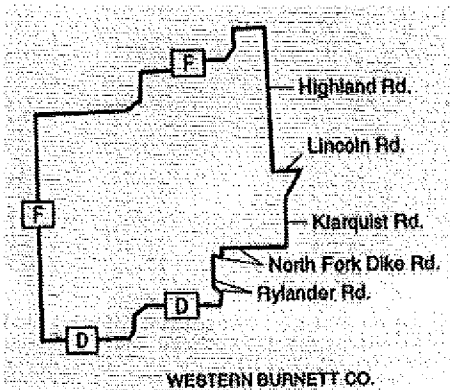 F
Highland Rd.
Lincoln Rd.
F
Klarquist Rd.
North Fork Dike Rd.
Rylander Rd.
D
D
WESTERN BURNETT CO.